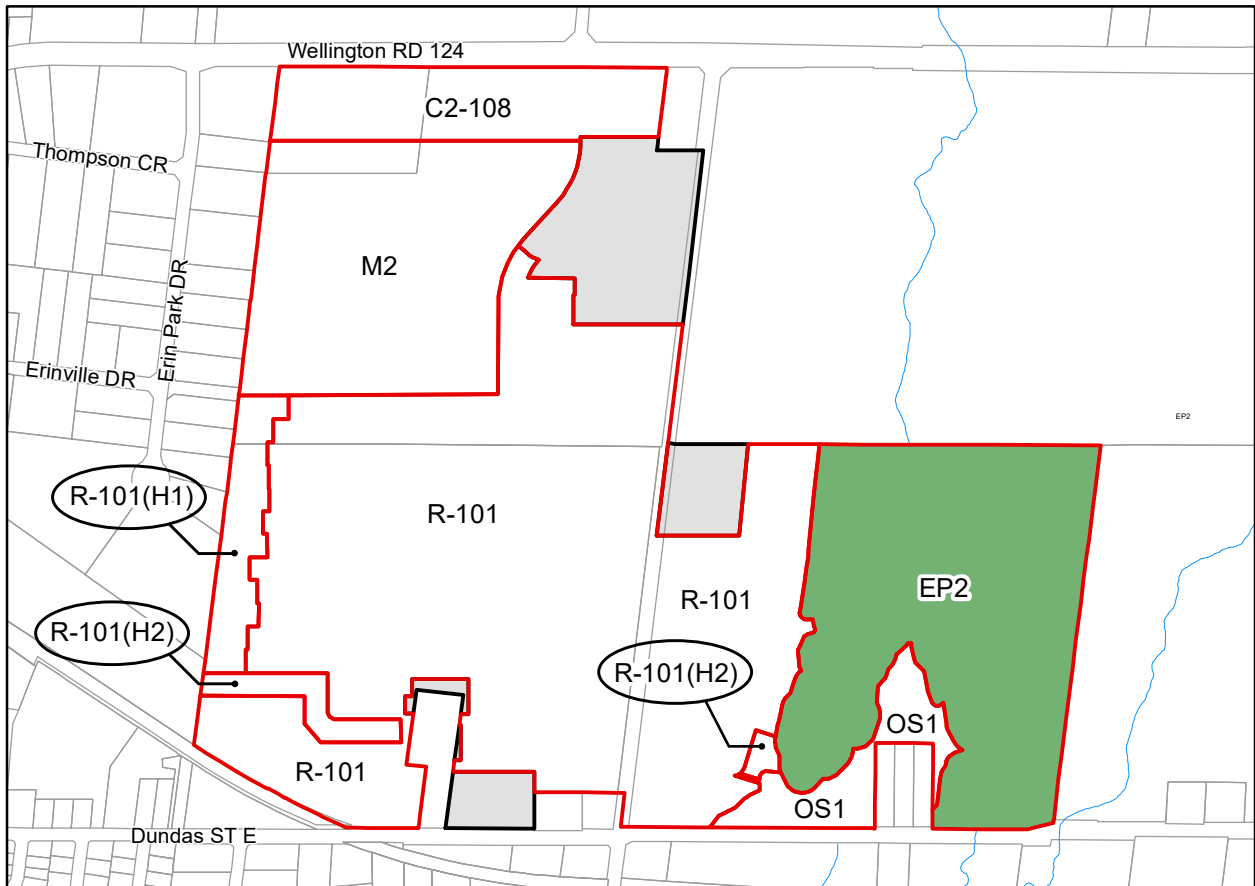 Wellington RD 124
C2-108
Thompson CR
M2
Erin Park DR
Erinville DR
EP2
R-101(H1)
R-101
EP2
R-101
R-101(H2)
R-101(H2)
OS1
R-101
OS1
Dundas ST E